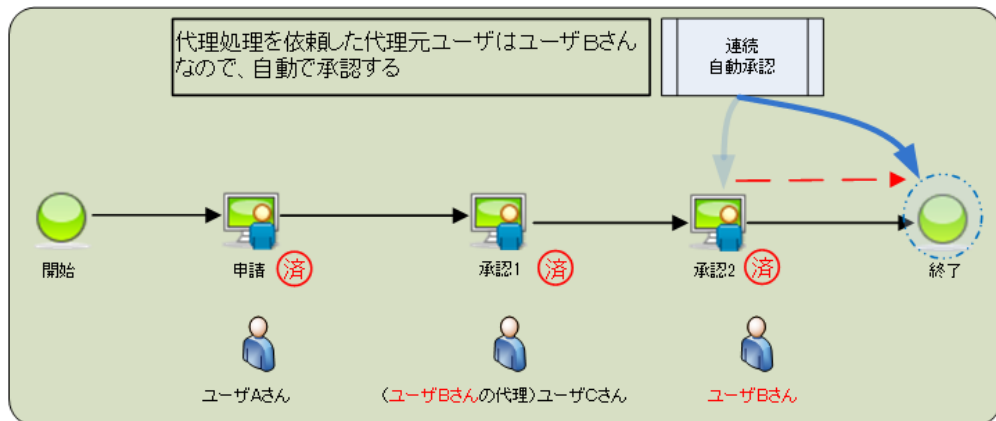 代理処理を依頼した代理元ユーザはユーザBさん
なので、自動で承認する
連続
自動承認
開始
申請
済
承認1
済
承認2
済
終了
ユーザAさん
(ユーザBさんの代理)ユーザCさん
ユーザBさん